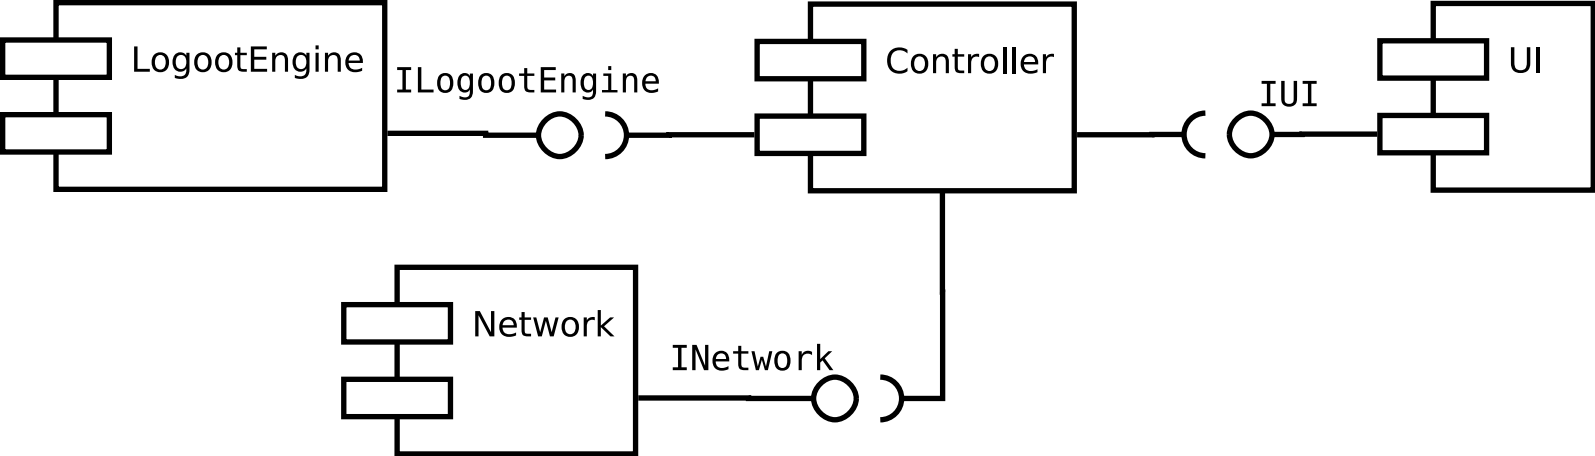 LogootEngine
ILogootEngine
Controller
IUI
UI
Network
INetwork